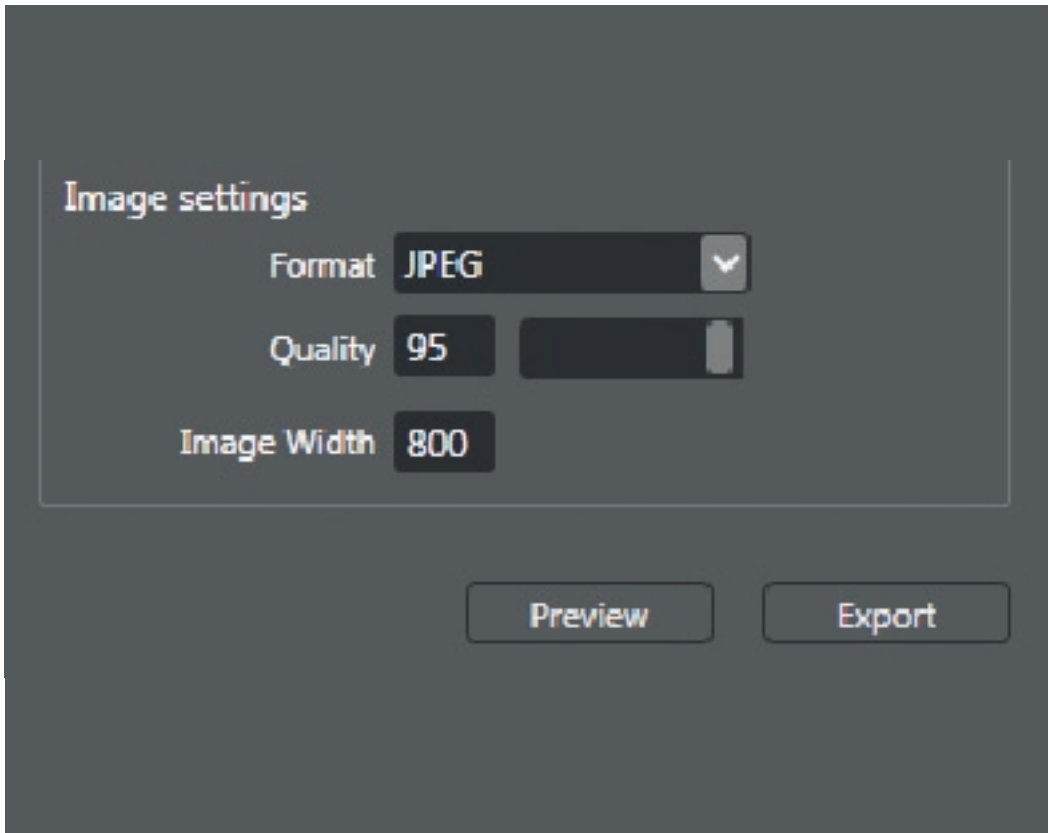 Image settings
Format JPEG
Quality 95
Image Width 800
Preview Export